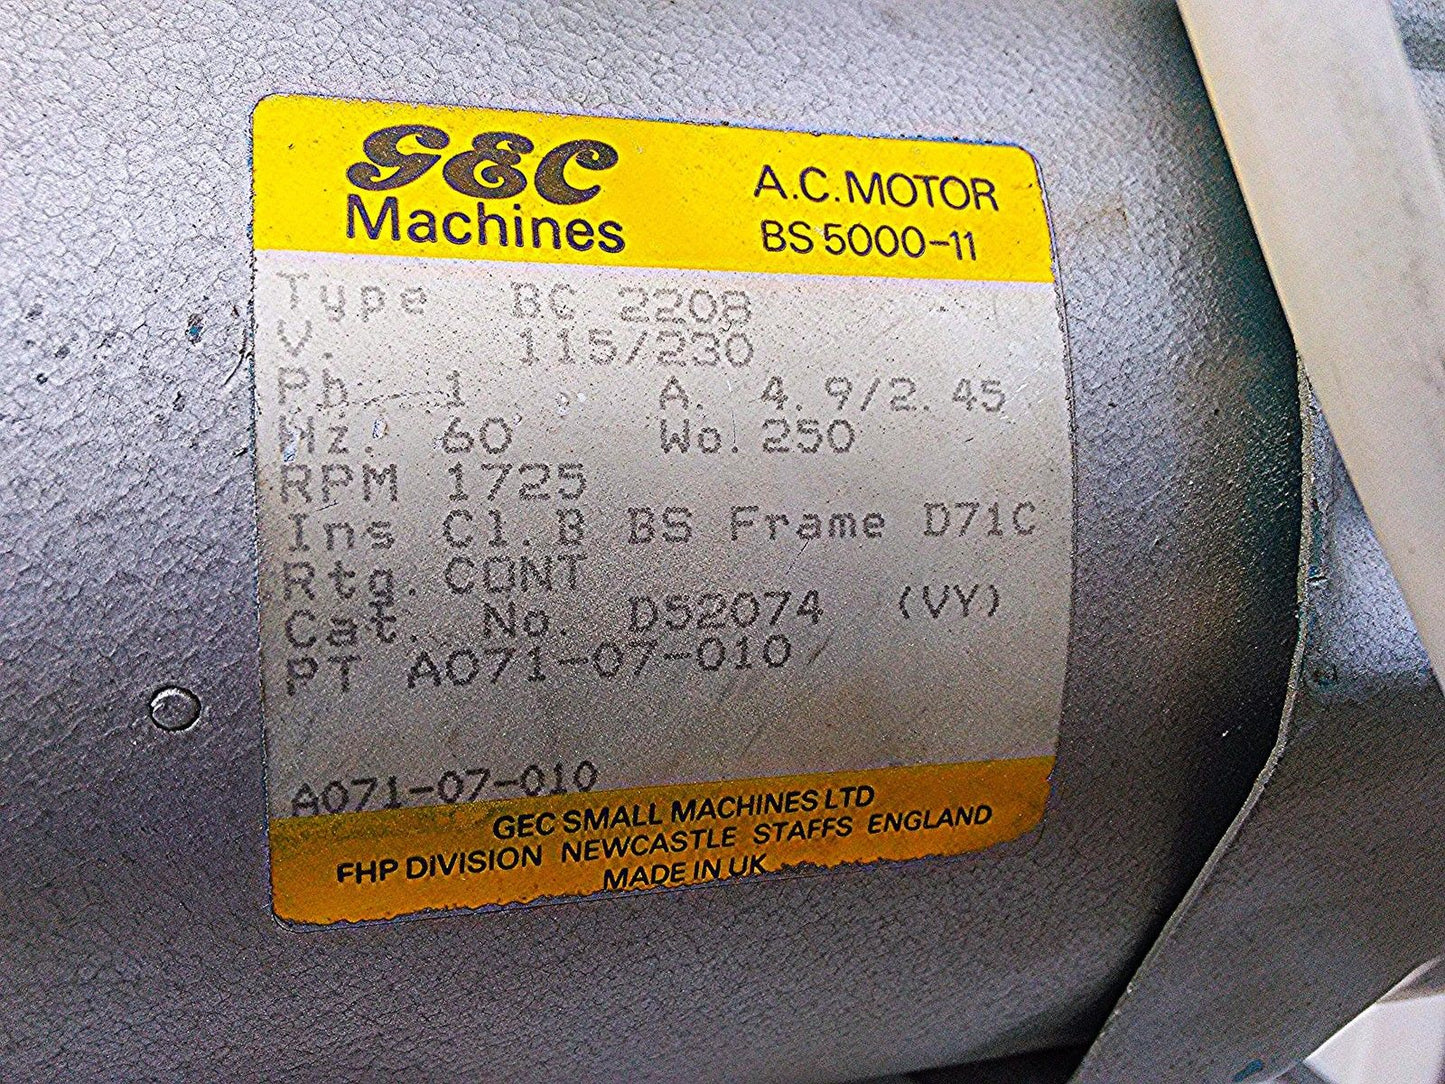 GEC
Machines
A.C.MOTOR
BS 5000-11
Type BC 2208
V. 115/230
Ph 1 A. 4.9/2.45
Hz. 60 Wo. 250
RPM 1725
Ins Cl.B BS Frame D71C
Rtg. CONT
Cat. No. DS2074 (VY)
PT A071-07-010
A071-07-010
GEC SMALL MACHINES LTD
FHP DIVISION NEWCASTLE STAFFS ENGLAND
MADE IN UK